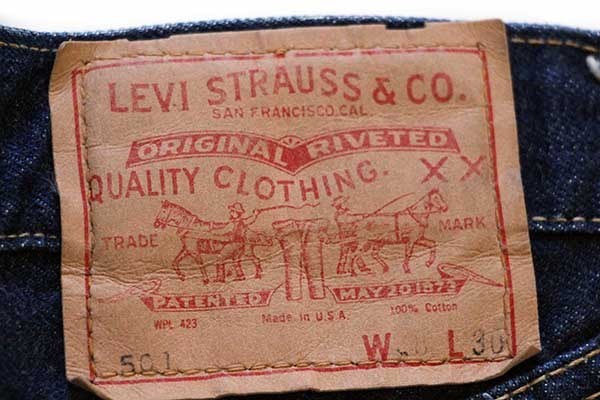 LEVI STRAUSS & CO.
SAN FRANCISCO, CAL
ORIGINAL RIVETED
QUALITY CLOTHING. XX
TRADE MARK
PATENTED MAY 20 1873
WPL 423 Made in U.S.A. 100% Cotton
501 W L 30